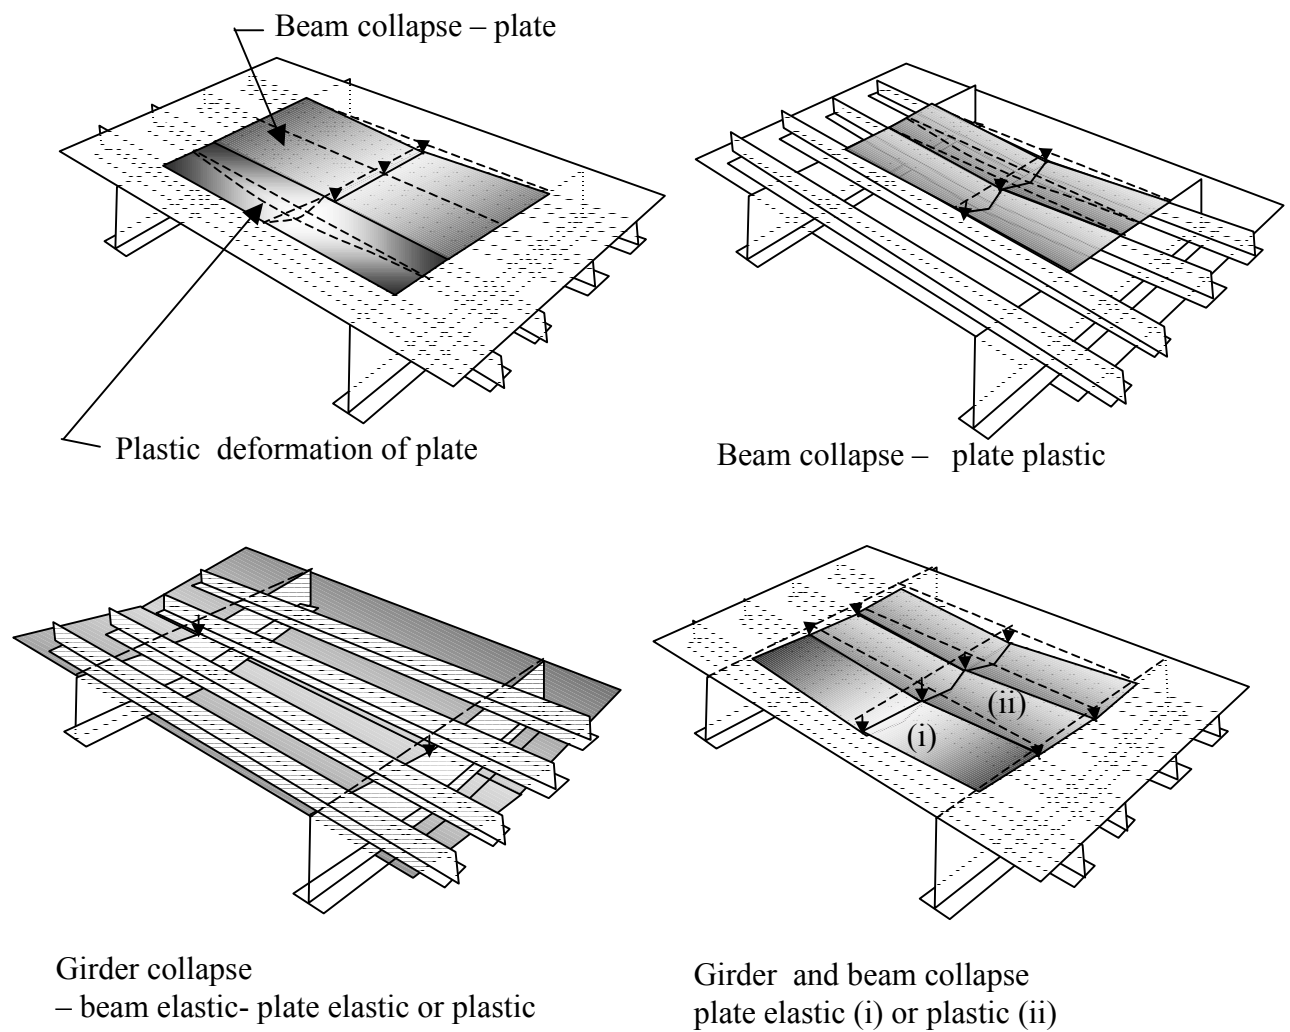 Beam collapse – plate
Plastic deformation of plate
Beam collapse – plate plastic
(i)
(ii)
Girder collapse
– beam elastic- plate elastic or plastic
Girder and beam collapse
plate elastic (i) or plastic (ii)